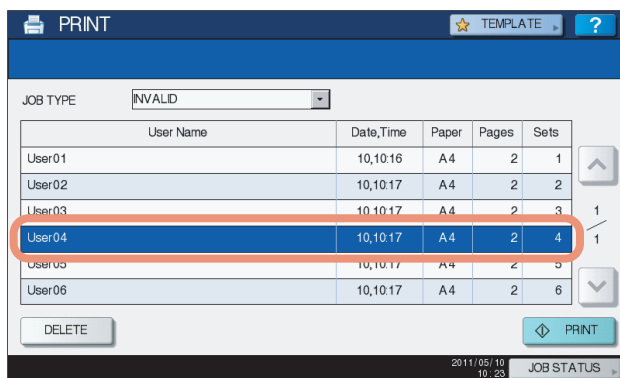 PRINT TEMPLATE ?
JOB TYPE INVALID
User Name Date,Time Paper Pages Sets
User01 10,10:16 A4 2 1
User02 10,10:17 A4 2 2
User03 10,10:17 A4 2 3
User04 10,10:17 A4 2 4
User05 10,10:17 A4 2 5
User06 10,10:17 A4 2 6
1
1
DELETE PRINT
2011/05/10
10:23
JOB STATUS